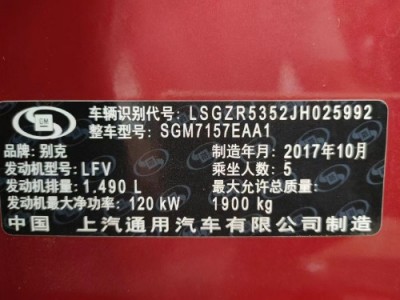 车辆识别代号: LSGZR5352JH025992
整车型号: SGM7157EAA1
品牌: 别克 制造年月: 2017年10月
发动机型号: LFV 乘坐人数: 5
发动机排量: 1.490 L 最大允许总质量:
发动机最大净功率: 120 kW 1900 kg
中国 上汽通用汽车有限公司制造